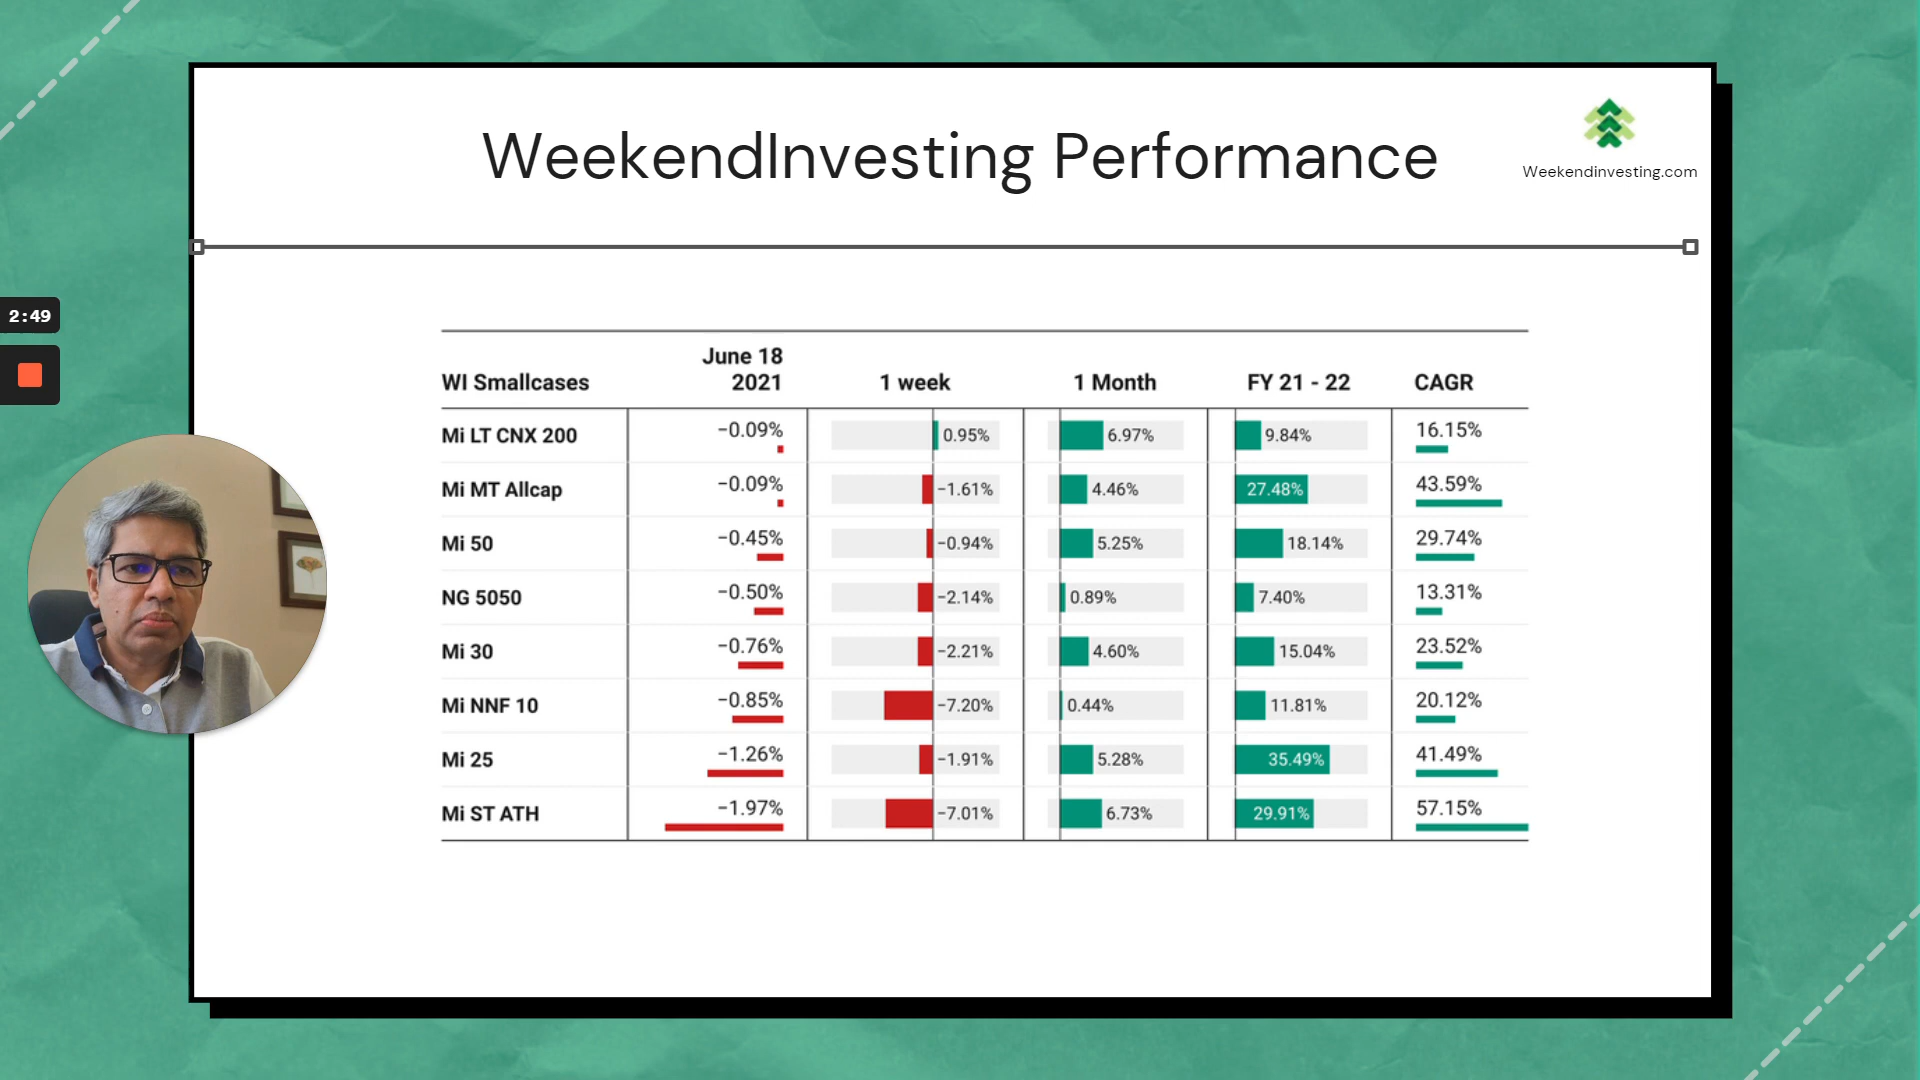 WeekendInvesting Performance
Weekendinvesting.com
2:49
WI Smallcases June 18 2021 1 week 1 Month FY 21 - 22 CAGR
Mi LT CNX 200 −0.09% 0.95% 6.97% 9.84% 16.15%
Mi MT Allcap −0.09% −1.61% 4.46% 27.48% 43.59%
Mi 50 −0.45% −0.94% 5.25% 18.14% 29.74%
NG 5050 −0.50% −2.14% 0.89% 7.40% 13.31%
Mi 30 −0.76% −2.21% 4.60% 15.04% 23.52%
Mi NNF 10 −0.85% −7.20% 0.44% 11.81% 20.12%
Mi 25 −1.26% −1.91% 5.28% 35.49% 41.49%
Mi ST ATH −1.97% −7.01% 6.73% 29.91% 57.15%